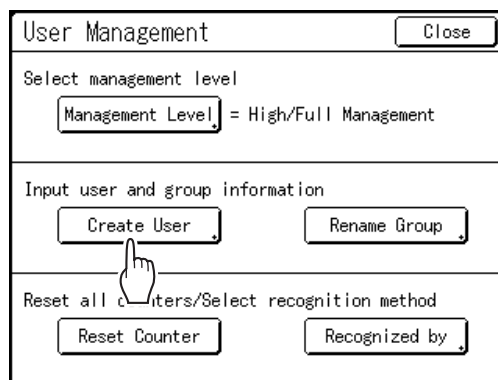 User Management Close
Select management level
Management Level = High/Full Management
Input user and group information
Create User Rename Group
Reset all nters/Select recognition method
Reset Counter Recognized by